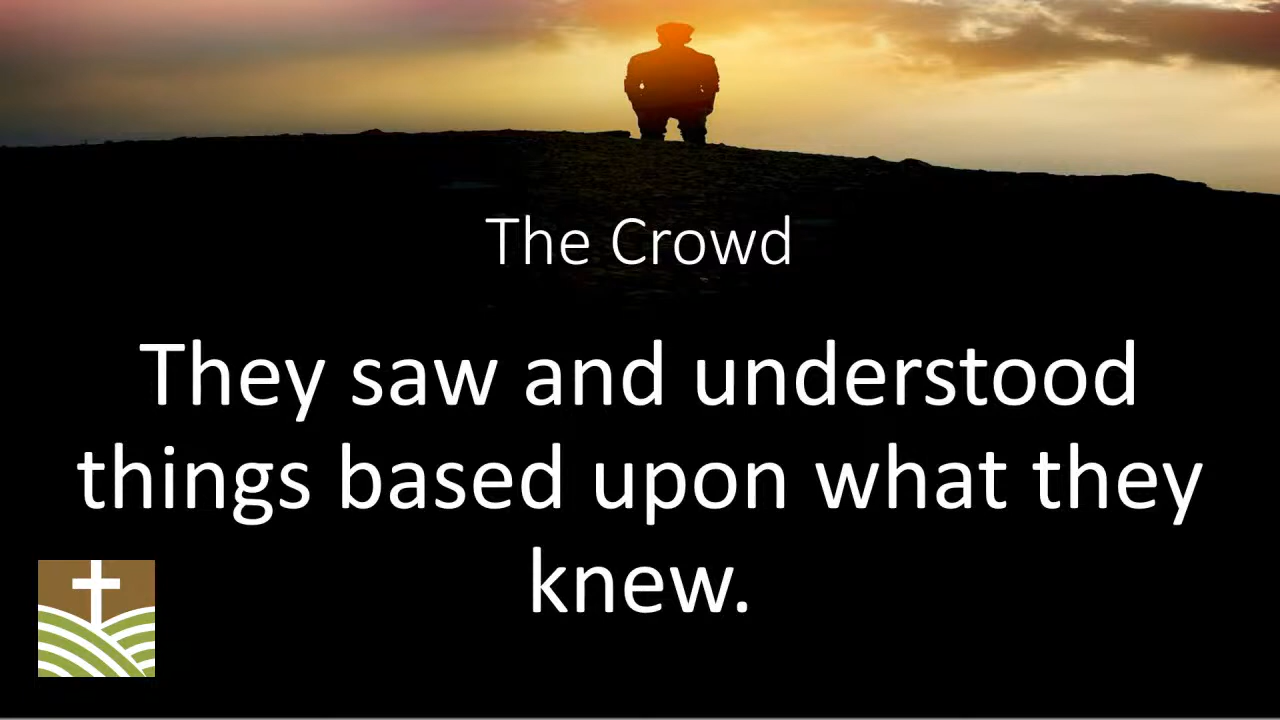 The Crowd
They saw and understood
things based upon what they
knew.